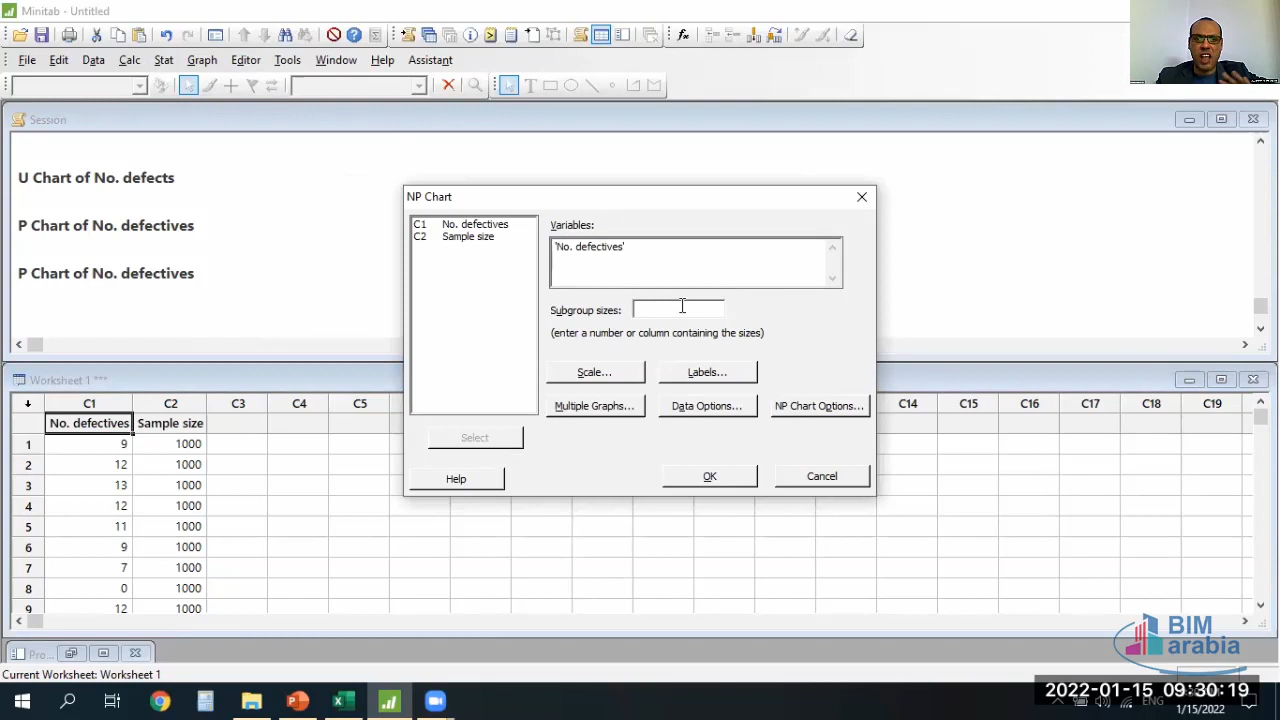 Minitab - Untitled
File Edit Data Calc Stat Graph Editor Tools Window Help Assistant
Session
U Chart of No. defects
P Chart of No. defectives
P Chart of No. defectives
NP Chart
C1 No. defectives
C2 Sample size
Variables:
'No. defectives'
Subgroup sizes:
(enter a number or column containing the sizes)
Scale... Labels...
Multiple Graphs... Data Options... NP Chart Options...
Select
Help OK Cancel
Worksheet 1 ***
C1 C2 C3 C4 C5 C14 C15 C16 C17 C18 C19
No. defectives Sample size
1 9 1000
2 12 1000
3 13 1000
4 12 1000
5 11 1000
6 9 1000
7 7 1000
8 0 1000
9 12 1000
BIM
arabia
Pro...
Current Worksheet: Worksheet 1
2022-01-15 09:30:19
ENG
1/15/2022